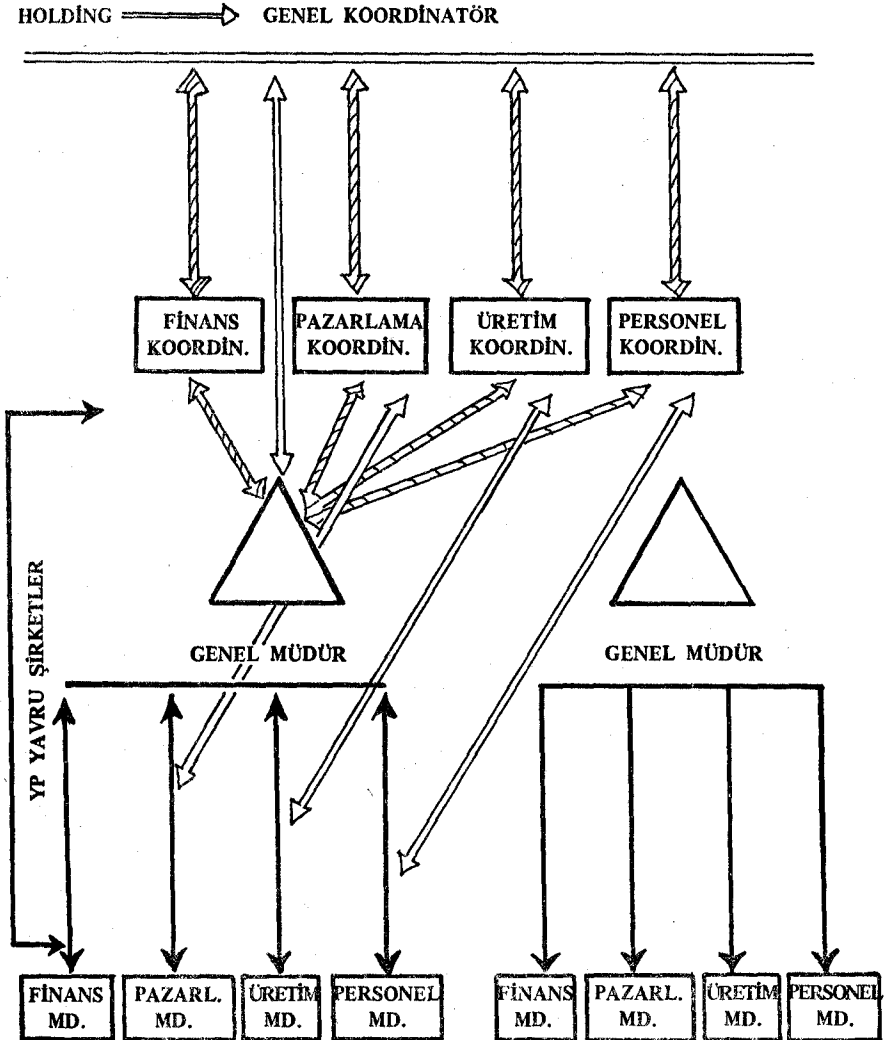 HOLDİNG GENEL KOORDİNATÖR
FİNANS
KOORDİN.
PAZARLAMA
KOORDİN.
ÜRETİM
KOORDİN.
PERSONEL
KOORDİN.
YP YAVRU ŞİRKETLER
GENEL MÜDÜR
GENEL MÜDÜR
FİNANS
MD.
PAZARL.
MD.
ÜRETİM
MD.
PERSONEL
MD.
FİNANS
MD.
PAZARL.
MD.
ÜRETİM
MD.
PERSONEL
MD.